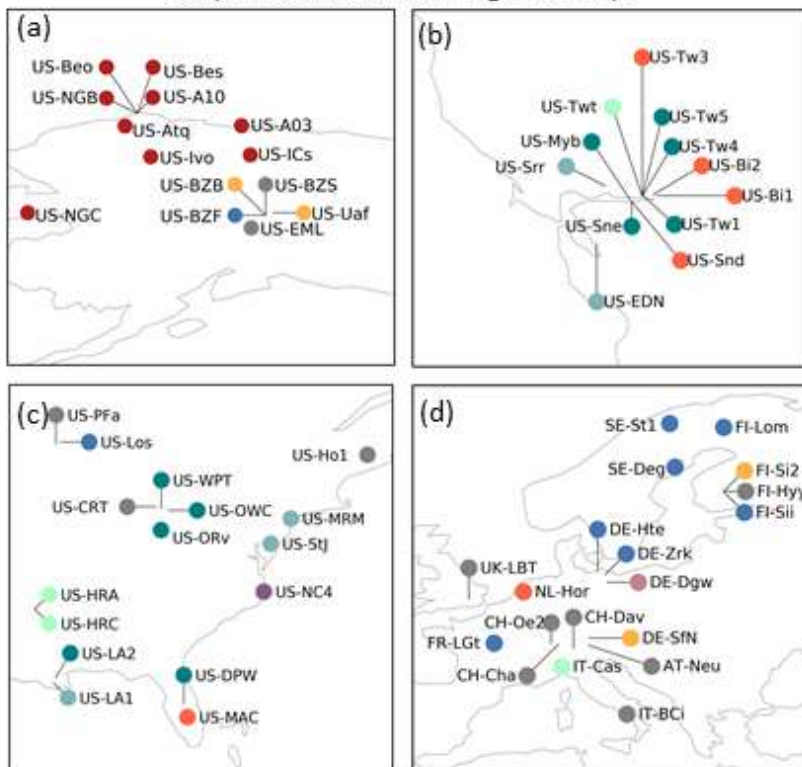 (a)
US-Beo
US-Bes
US-NGB
US-A10
US-Atq
US-A03
US-Ivo
US-ICs
US-BZB
US-BZS
US-NGC
US-BZF
US-Uaf
US-EML
(b)
US-Tw3
US-Twt
US-Tw5
US-Myb
US-Tw4
US-Srr
US-Bi2
US-Bi1
US-Sne
US-Tw1
US-Snd
US-EDN
(c)
US-PFa
US-Los
US-Ho1
US-WPT
US-CRT
US-OWC
US-MRM
US-ORv
US-StJ
US-HRA
US-NC4
US-HRC
US-LA2
US-DPW
US-LA1
US-MAC
(d)
SE-St1
FI-Lom
SE-Deg
FI-Si2
FI-Hyy
FI-Sii
DE-Hte
DE-Zrk
UK-LBT
DE-Dgw
NL-Hor
CH-Oe2
CH-Dav
FR-LGt
DE-SfN
CH-Cha
IT-Cas
AT-Neu
IT-BCi